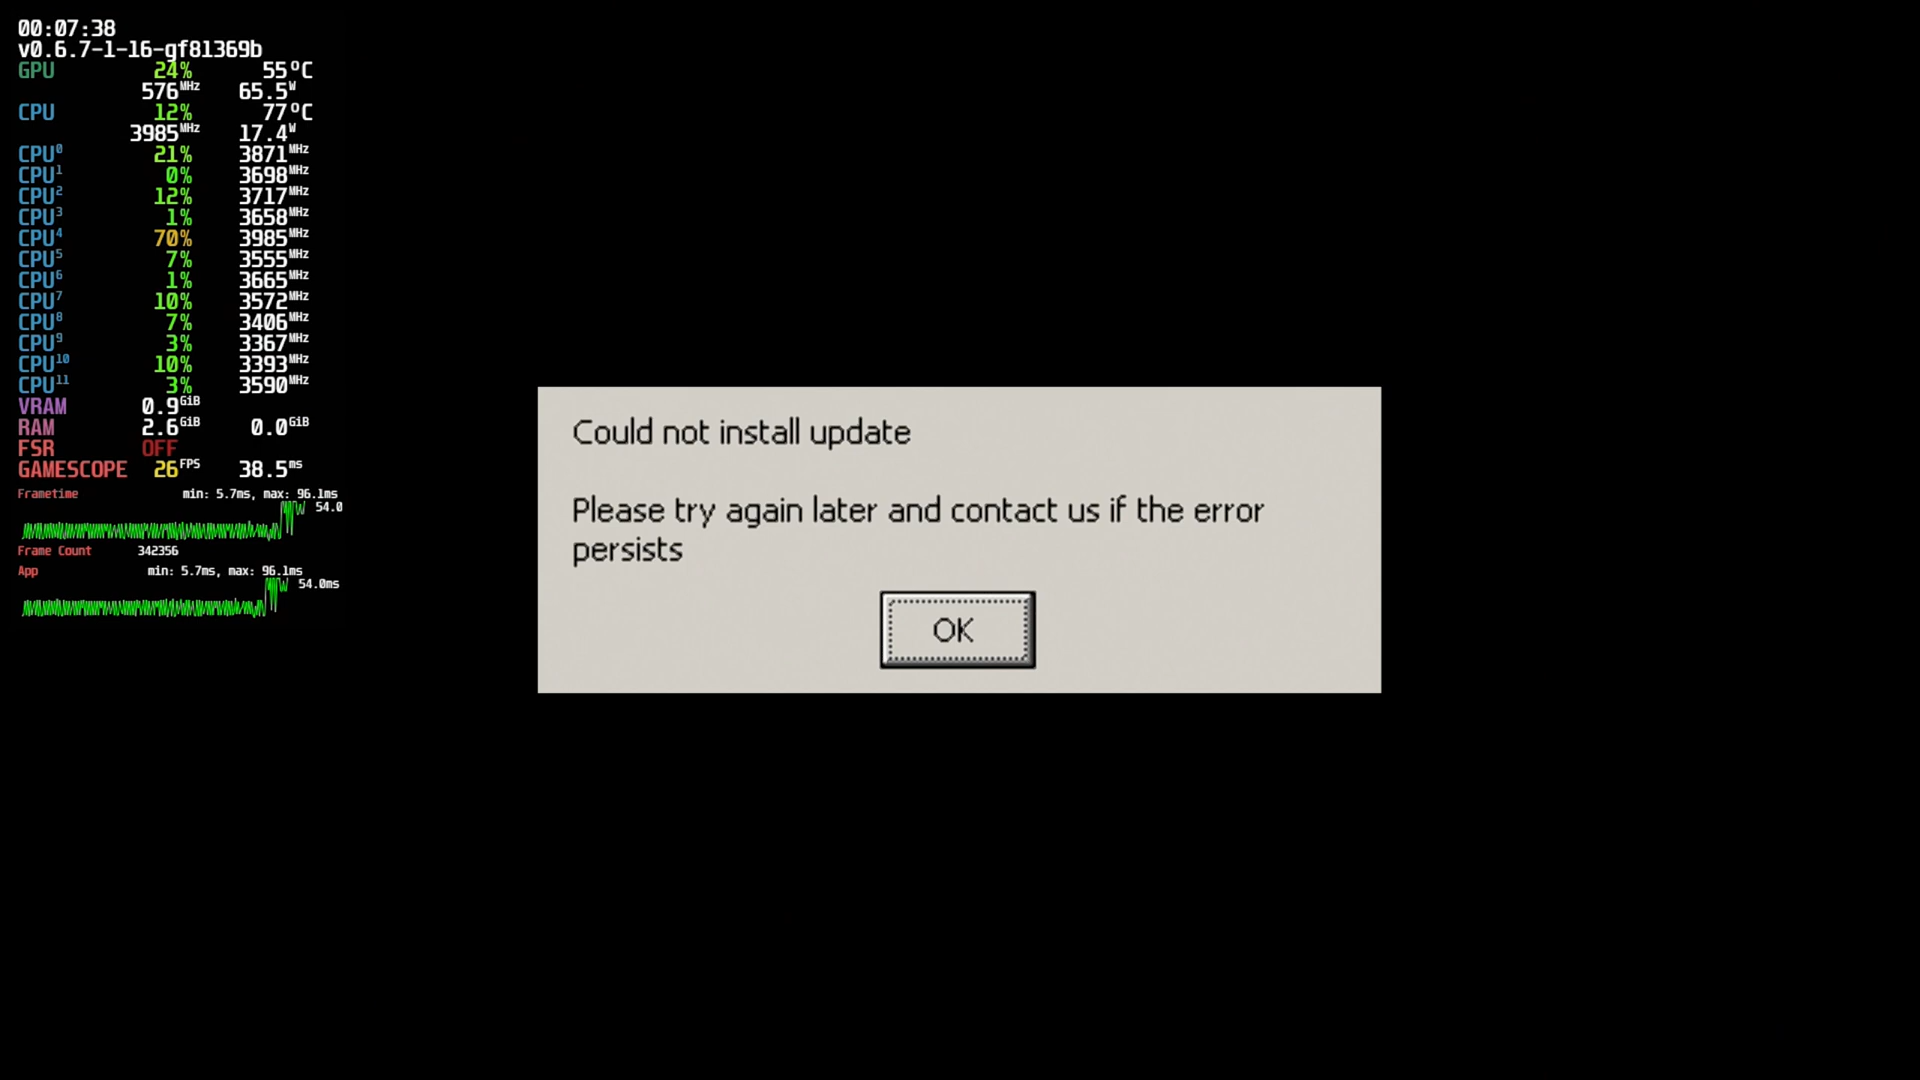 00:07:38
v0.6.7-1-16-gf81369b
GPU 24% 55°C
576MHz 65.5W
CPU 12% 77°C
3985MHz 17.4W
CPU0 21% 3871MHz
CPU1 0% 3698MHz
CPU2 12% 3717MHz
CPU3 1% 3658MHz
CPU4 70% 3985MHz
CPU5 7% 3555MHz
CPU6 1% 3665MHz
CPU7 10% 3572MHz
CPU8 7% 3406MHz
CPU9 3% 3367MHz
CPU10 10% 3393MHz
CPU11 3% 3590MHz
VRAM 0.9GiB
RAM 2.6GiB 0.0GiB
FSR OFF
GAMESCOPE 26FPS 38.5ms
Frametime min: 5.7ms, max: 96.1ms
54.0
Frame Count 342356
App min: 5.7ms, max: 96.1ms
54.0ms
Could not install update
Please try again later and contact us if the error
persists
OK